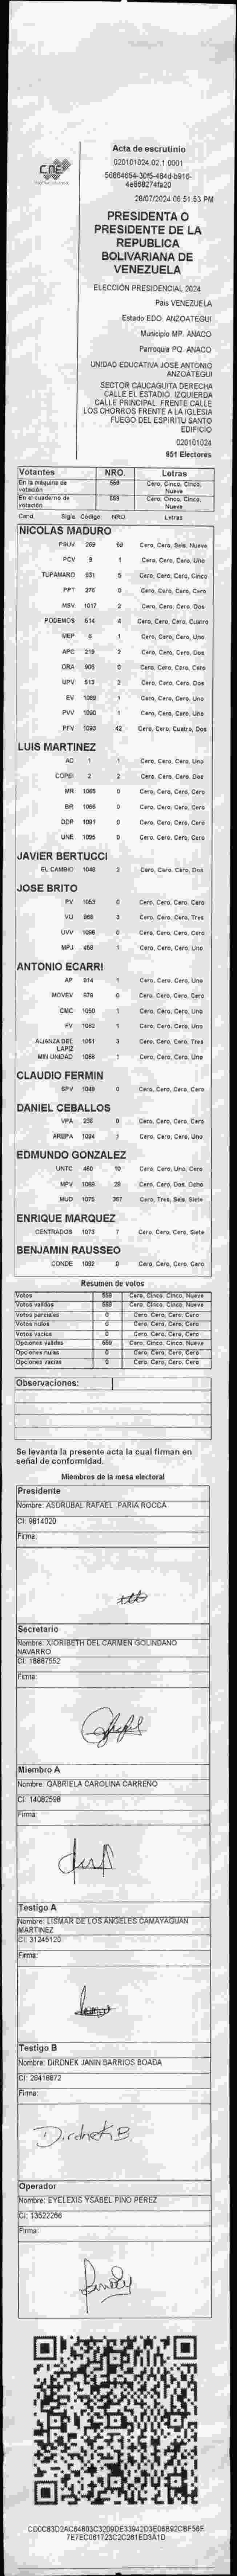 CNE
Acta de escrutinio
020101024.02.1.0001
28/07/2024 06:51:53 PM
PRESIDENTA O
PRESIDENTE DE LA
REPUBLICA
BOLIVARIANA DE
VENEZUELA
ELECCIÓN PRESIDENCIAL 2024
País VENEZUELA
Estado EDO. ANZOATEGUI
Municipio MP. ANACO
Parroquia PQ. ANACO
UNIDAD EDUCATIVA JOSE ANTONIO
ANZOATEGUI
SECTOR CAUCAGUITA DERECHA
CALLE EL ESTADIO. IZQUIERDA
CALLE PRINCIPAL. FRENTE CALLE
LOS CHORROS FRENTE A LA IGLESIA
FUEGO DEL ESPIRITU SANTO
EDIFICIO
020101024
951 Electores
Votantes NRO. Letras
En la máquina de votación 559 Cero, Cinco, Cinco, Nueve
En el cuaderno de votación 559 Cero, Cinco, Cinco, Nueve
Cand. Sigla Código NRO Letras
NICOLAS MADURO
PSUV 269 69 Cero, Cero, Seis, Nueve
PCV 9 1 Cero, Cero, Cero, Uno
TUPAMARO 931 5 Cero, Cero, Cero, Cinco
PPT 276 0 Cero, Cero, Cero, Cero
MSV 1017 2 Cero, Cero, Cero, Dos
PODEMOS 514 4 Cero, Cero, Cero, Cuatro
MEP 6 1 Cero, Cero, Cero, Uno
APC 219 2 Cero, Cero, Cero, Dos
ORA 908 0 Cero, Cero, Cero, Cero
UPV 513 2 Cero, Cero, Cero, Dos
EV 1009 1 Cero, Cero, Cero, Uno
PVV 1090 1 Cero, Cero, Cero, Uno
PFV 1093 42 Cero, Cero, Cuatro, Dos
LUIS MARTINEZ
AD 1 1 Cero, Cero, Cero, Uno
COPEI 2 2 Cero, Cero, Cero, Dos
MR 1065 0 Cero, Cero, Cero, Cero
BR 1066 0 Cero, Cero, Cero, Cero
DDP 1091 0 Cero, Cero, Cero, Cero
UNE 1095 0 Cero, Cero, Cero, Cero
JAVIER BERTUCCI
EL CAMBIO 1048 2 Cero, Cero, Cero, Dos
JOSE BRITO
PV 1053 0 Cero, Cero, Cero, Cero
VU 868 3 Cero, Cero, Cero, Tres
UVV 1098 0 Cero, Cero, Cero, Cero
MPJ 458 1 Cero, Cero, Cero, Uno
ANTONIO ECARRI
AP 914 1 Cero, Cero, Cero, Uno
MOVEV 876 0 Cero, Cero, Cero, Cero
CMC 1050 1 Cero, Cero, Cero, Uno
FV 1062 1 Cero, Cero, Cero, Uno
ALIANZA DEL LAPIZ 1061 3 Cero, Cero, Cero, Tres
MIN UNIDAD 1068 1 Cero, Cero, Cero, Uno
CLAUDIO FERMIN
SPV 1049 0 Cero, Cero, Cero, Cero
DANIEL CEBALLOS
VPA 236 0 Cero, Cero, Cero, Cero
AREPA 1094 1 Cero, Cero, Cero, Uno
EDMUNDO GONZALEZ
UNTC 460 10 Cero, Cero, Uno, Cero
MPV 1069 28 Cero, Cero, Dos, Ocho
MUD 1075 367 Cero, Tres, Seis, Siete
ENRIQUE MARQUEZ
CENTRADOS 1073 7 Cero, Cero, Cero, Siete
BENJAMIN RAUSSEO
CONDE 1092 0 Cero, Cero, Cero, Cero
Resumen de votos
Votos 559 Cero, Cinco, Cinco, Nueve
Votos validos 559 Cero, Cinco, Cinco, Nueve
Votos parciales 0 Cero, Cero, Cero, Cero
Votos nulos 0 Cero, Cero, Cero, Cero
Votos vacíos 0 Cero, Cero, Cero, Cero
Opciones validas 559 Cero, Cinco, Cinco, Nueve
Opciones nulas 0 Cero, Cero, Cero, Cero
Opciones vacías 0 Cero, Cero, Cero, Cero
Observaciones:
Se levanta la presente acta la cual firman en
señal de conformidad.
Miembros de la mesa electoral
Presidente
Nombre: ASDRUBAL RAFAEL PARIA ROCCA
CI: 9814020
Firma:
Secretario
Nombre: XIORIBETH DEL CARMEN GOLINDANO
NAVARRO
CI: 18887552
Firma:
Miembro A
Nombre: GABRIELA CAROLINA CARREÑO
CI: 14082598
Firma:
Testigo A
Nombre: LISMAR DE LOS ANGELES CAMAYAGUAN
MARTINEZ
CI: 31245120
Firma:
Testigo B
Nombre: DIRDNEK JANIN BARRIOS BOADA
CI: 28418872
Firma:
Dirdnek B
Operador
Nombre: EYELEXIS YSABEL PINO PEREZ
CI: 13522266
Firma: